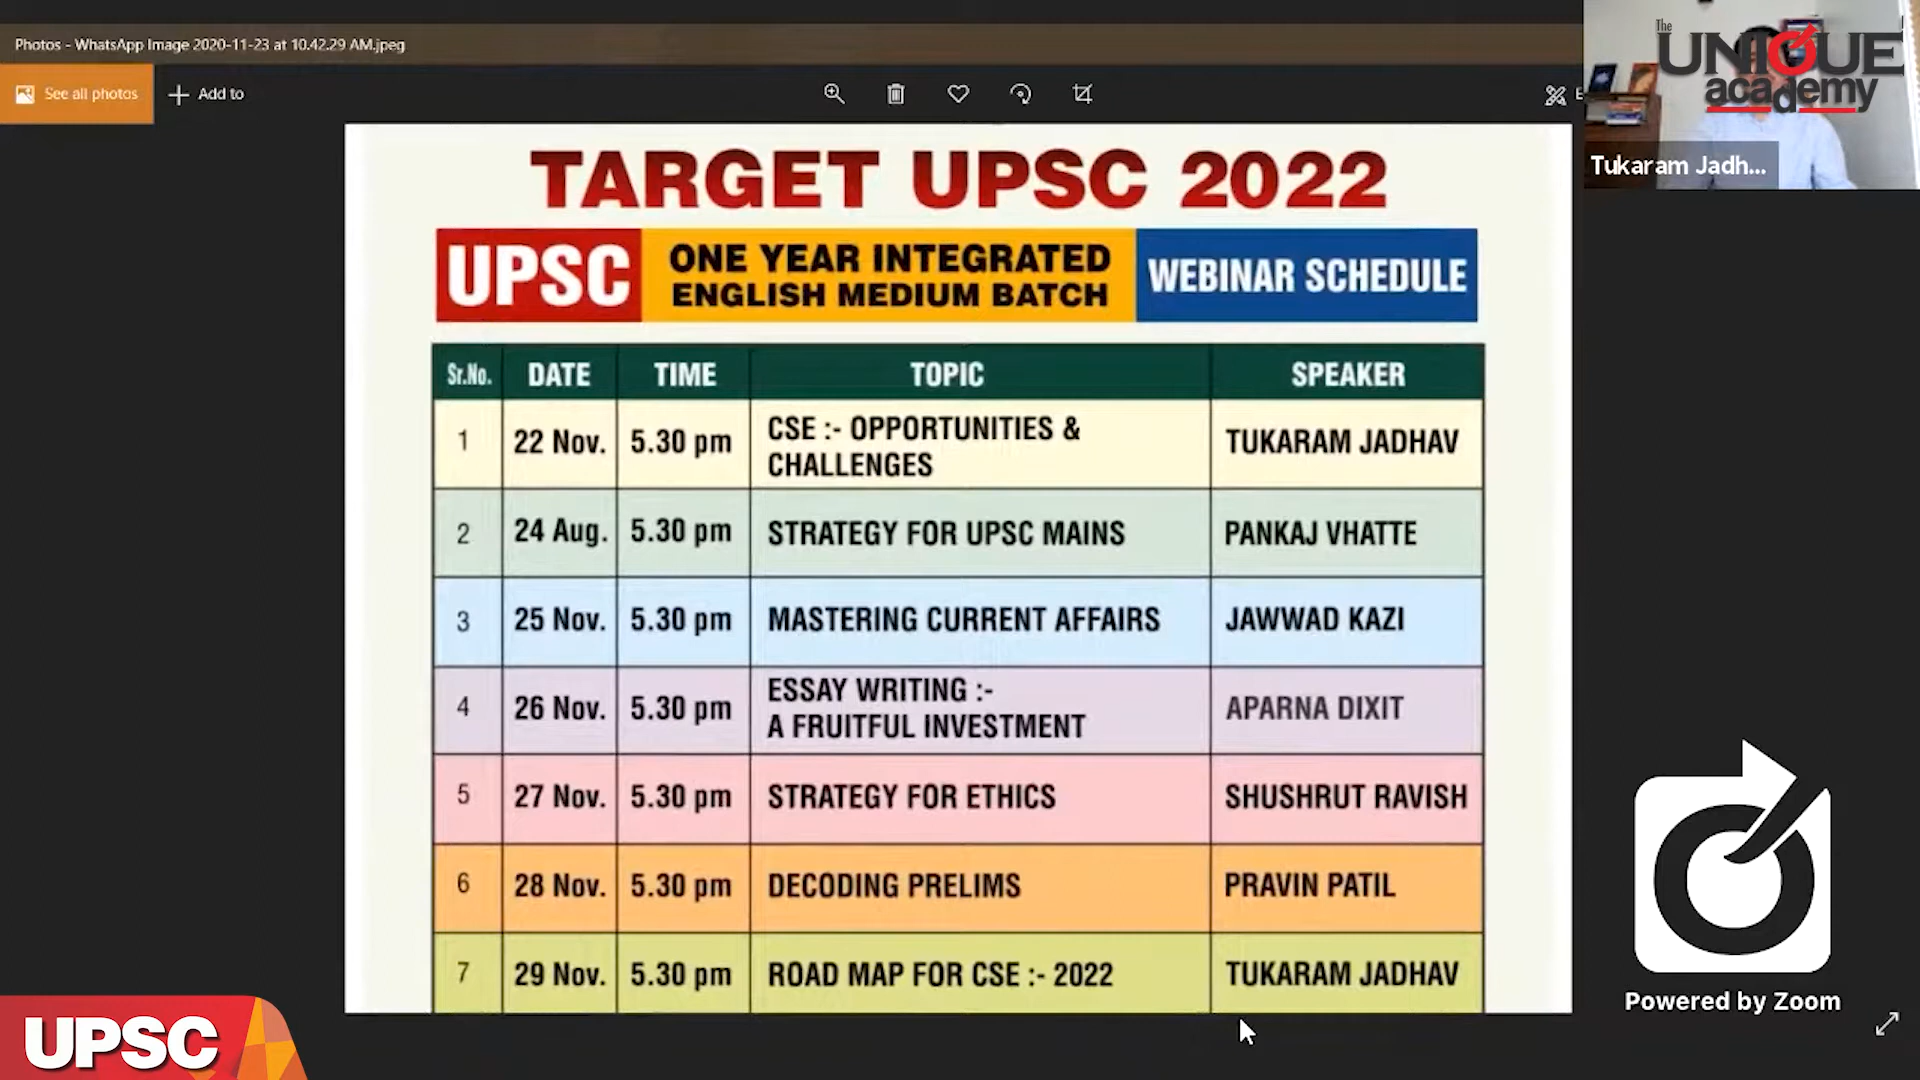 Photos - WhatsApp Image 2020-11-23 at 10.42.29 AM.jpeg
The
UNIQUE
academy
See all photos
Add to
Tukaram Jadh...
TARGET UPSC 2022
UPSC
ONE YEAR INTEGRATED
ENGLISH MEDIUM BATCH
WEBINAR SCHEDULE
Sr.No. DATE TIME TOPIC SPEAKER
1 22 Nov. 5.30 pm CSE :- OPPORTUNITIES &
CHALLENGES
TUKARAM JADHAV
2 24 Aug. 5.30 pm STRATEGY FOR UPSC MAINS PANKAJ VHATTE
3 25 Nov. 5.30 pm MASTERING CURRENT AFFAIRS JAWWAD KAZI
4 26 Nov. 5.30 pm ESSAY WRITING :-
A FRUITFUL INVESTMENT
APARNA DIXIT
5 27 Nov. 5.30 pm STRATEGY FOR ETHICS SHUSHRUT RAVISH
6 28 Nov. 5.30 pm DECODING PRELIMS PRAVIN PATIL
7 29 Nov. 5.30 pm ROAD MAP FOR CSE :- 2022 TUKARAM JADHAV
Powered by Zoom
UPSC